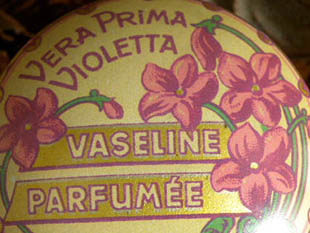 VERA PRIMA
VIOLETTA
VASELINE
PARFUMÉE